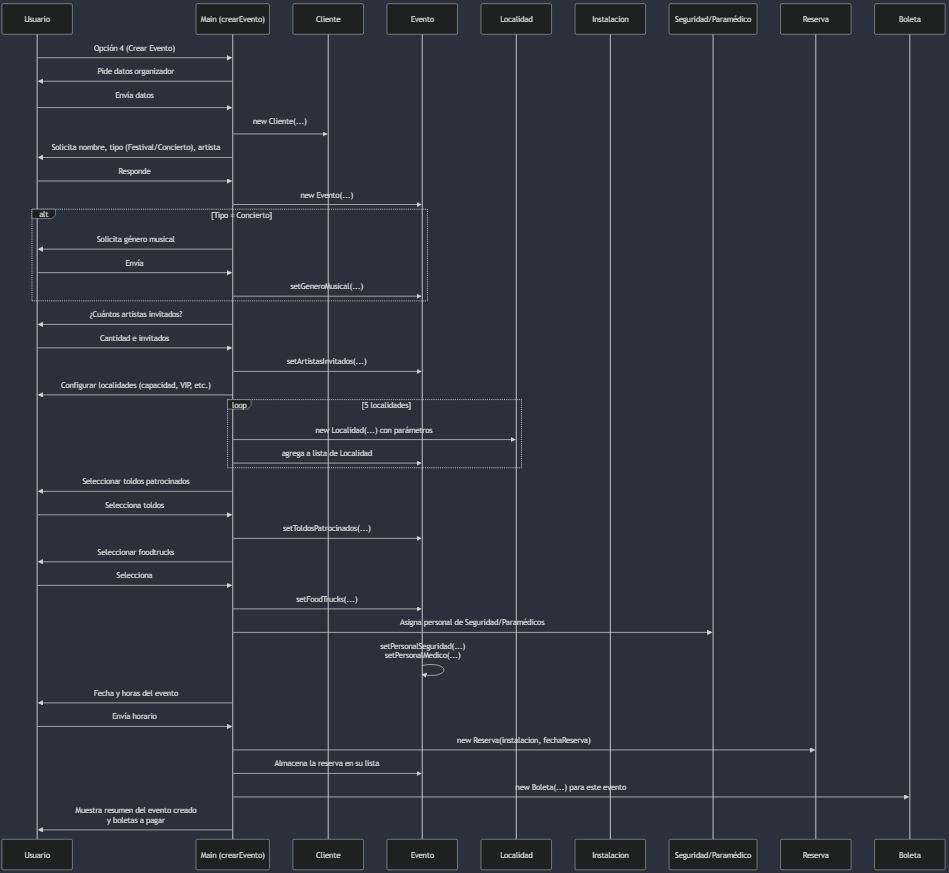 Usuario
Main (crearEvento)
Cliente
Evento
Localidad
Instalacion
Seguridad/Paramédico
Reserva
Boleta
Opción 4 (Crear Evento)
Pide datos organizador
Envía datos
new Cliente(...)
Solicita nombre, tipo (Festival/Concierto), artista
Responde
new Evento(...)
alt
[Tipo = Concierto]
Solicita género musical
Envía
setGeneroMusical(...)
¿Cuántos artistas invitados?
Cantidad e invitados
setArtistasInvitados(...)
Configurar localidades (capacidad, VIP, etc.)
loop
[5 localidades]
new Localidad(...) con parámetros
agrega a lista de Localidad
Seleccionar toldos patrocinados
Selecciona toldos
setToldosPatrocinados(...)
Seleccionar foodtrucks
Selecciona
setFoodTrucks(...)
Asigna personal de Seguridad/Paramédicos
setPersonalSeguridad(...)
setPersonalMedico(...)
Fecha y horas del evento
Envía horario
new Reserva(instalacion, fechaReserva)
Almacena la reserva en su lista
new Boleta(...) para este evento
Muestra resumen del evento creado
y boletas a pagar
Usuario
Main (crearEvento)
Cliente
Evento
Localidad
Instalacion
Seguridad/Paramédico
Reserva
Boleta